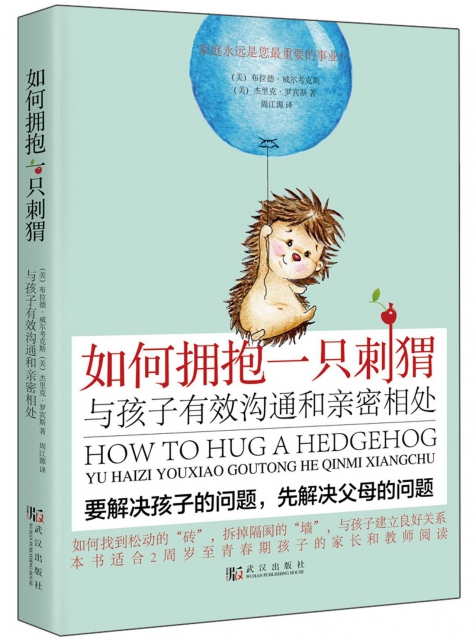 家庭永远是您最重要的事业!
(美) 布拉德·威尔考克斯
(美) 杰里克·罗宾斯 著
周江源 译
如何拥抱一只刺猬
与孩子有效沟通和亲密相处
HOW TO HUG A HEDGEHOG
YU HAIZI YOUXIAO GOUTONG HE QINMI XIANGCHU
要解决孩子的问题，先解决父母的问题
如何找到松动的“砖”，拆掉隔阂的“墙”，与孩子建立良好关系
本书适合2周岁至青春期孩子的家长和教师阅读
武汉出版社
WUHAN PUBLISHING HOUSE
如何拥抱一只刺猬
与孩子有效沟通和亲密相处
(美) 布拉德·威尔考克斯 (美) 杰里克·罗宾斯 著 周江源 译
武汉出版社
WUHAN PUBLISHING HOUSE